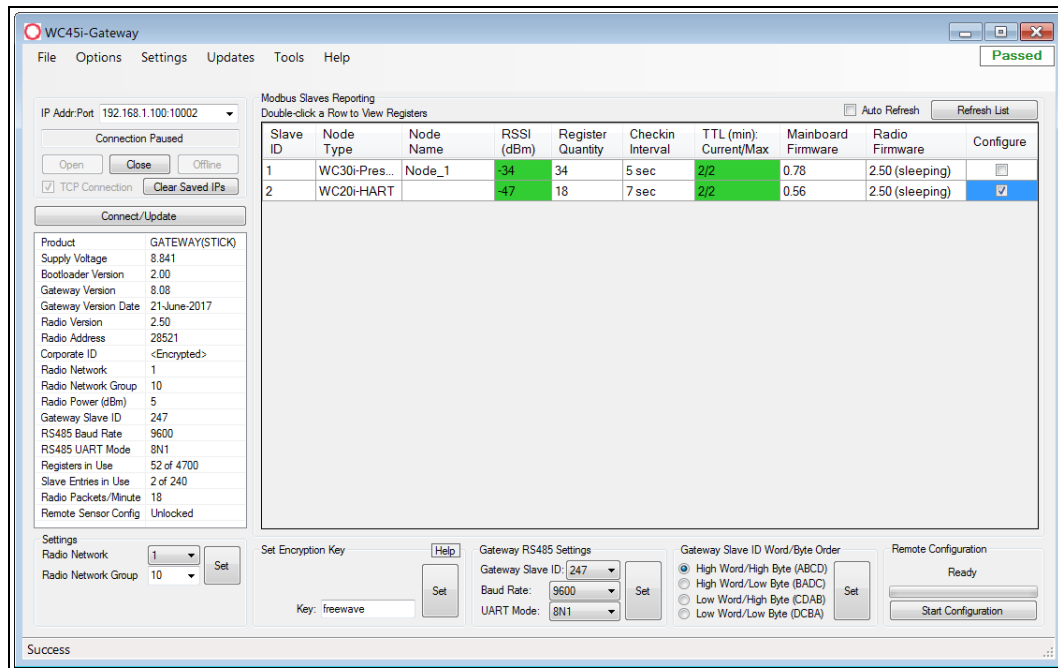 WC45i-Gateway
File Options Settings Updates Tools Help
Passed
IP Addr:Port 192.168.1.100:10002
Connection Paused
Open Close Offline
TCP Connection Clear Saved IPs
Connect/Update
Product GATEWAY(STICK)
Supply Voltage 8.841
Bootloader Version 2.00
Gateway Version 8.08
Gateway Version Date 21-June-2017
Radio Version 2.50
Radio Address 28521
Corporate ID <Encrypted>
Radio Network 1
Radio Network Group 10
Radio Power (dBm) 5
Gateway Slave ID 247
RS485 Baud Rate 9600
RS485 UART Mode 8N1
Registers in Use 52 of 4700
Slave Entries in Use 2 of 240
Radio Packets/Minute 18
Remote Sensor Config Unlocked
Modbus Slaves Reporting
Double-click a Row to View Registers
Auto Refresh Refresh List
Slave ID Node Type Node Name RSSI (dBm) Register Quantity Checkin Interval TTL (min): Current/Max Mainboard Firmware Radio Firmware Configure
1 WC30i-Pres... Node_1 -34 34 5 sec 2/2 0.78 2.50 (sleeping)
2 WC20i-HART -47 18 7 sec 2/2 0.56 2.50 (sleeping)
Settings
Radio Network 1
Radio Network Group 10
Set
Set Encryption Key Help
Set
Key: freewave
Gateway RS485 Settings
Gateway Slave ID: 247
Baud Rate: 9600
UART Mode: 8N1
Set
Gateway Slave ID Word/Byte Order
High Word/High Byte (ABCD)
High Word/Low Byte (BADC)
Low Word/High Byte (CDAB)
Low Word/Low Byte (DCBA)
Set
Remote Configuration
Ready
Start Configuration
Success